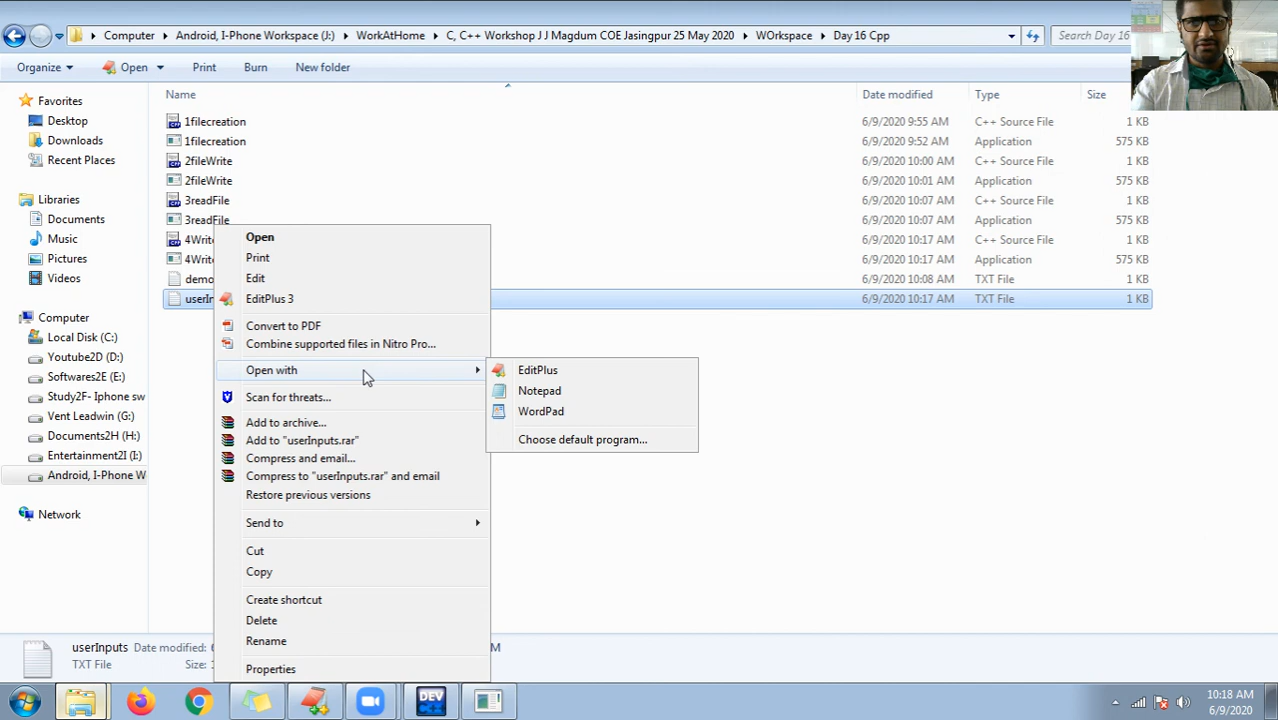 Computer ▸ Android, I-Phone Workspace (J:) ▸ WorkAtHome ▸ C, C++ Workshop J J Magdum COE Jasingpur 25 May 2020 ▸ WOrkspace ▸ Day 16 Cpp
Search Day 16
Organize Open Print Burn New folder
Name Date modified Type Size
Favorites
Desktop
Downloads
Recent Places
Libraries
Documents
Music
Pictures
Videos
Computer
Local Disk (C:)
Youtube2D (D:)
Softwares2E (E:)
Study2F- Iphone sw
Vent Leadwin (G:)
Documents2H (H:)
Entertainment2I (I:)
Android, I-Phone W
Network
1filecreation 6/9/2020 9:55 AM C++ Source File 1 KB
1filecreation 6/9/2020 9:52 AM Application 575 KB
2fileWrite 6/9/2020 10:00 AM C++ Source File 1 KB
2fileWrite 6/9/2020 10:01 AM Application 575 KB
3readFile 6/9/2020 10:07 AM C++ Source File 1 KB
3readFile 6/9/2020 10:08 AM Application 575 KB
4Write 6/9/2020 10:17 AM C++ Source File 1 KB
4Write 6/9/2020 10:17 AM Application 575 KB
demo 6/9/2020 10:08 AM TXT File 1 KB
userIn 6/9/2020 10:17 AM TXT File 1 KB
Open
Print
Edit
EditPlus 3
Convert to PDF
Combine supported files in Nitro Pro...
Open with
Scan for threats...
Add to archive...
Add to "userInputs.rar"
Compress and email...
Compress to "userInputs.rar" and email
Restore previous versions
Send to
Cut
Copy
Create shortcut
Delete
Rename
Properties
EditPlus
Notepad
WordPad
Choose default program...
userInputs Date modified: M
TXT File Size:
DEV
10:18 AM
6/9/2020